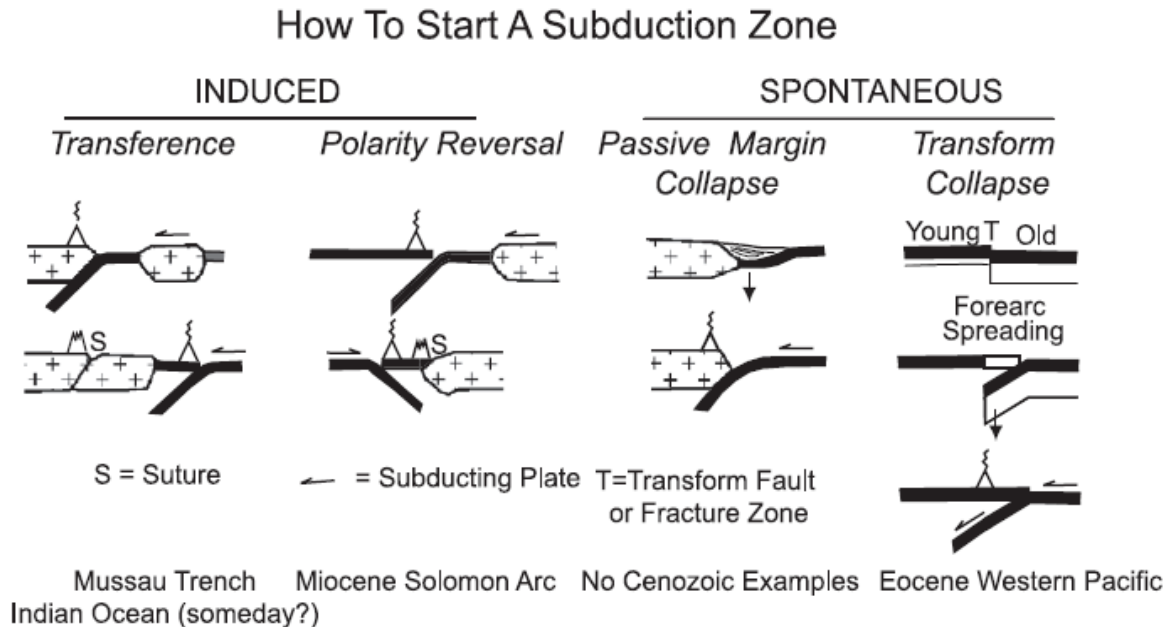 How To Start A Subduction Zone
INDUCED
SPONTANEOUS
Transference
Polarity Reversal
Passive Margin
Collapse
Transform
Collapse
Young T Old
Forearc
Spreading
S
S
S = Suture
= Subducting Plate
T=Transform Fault
or Fracture Zone
Mussau Trench
Indian Ocean (someday?)
Miocene Solomon Arc
No Cenozoic Examples
Eocene Western Pacific